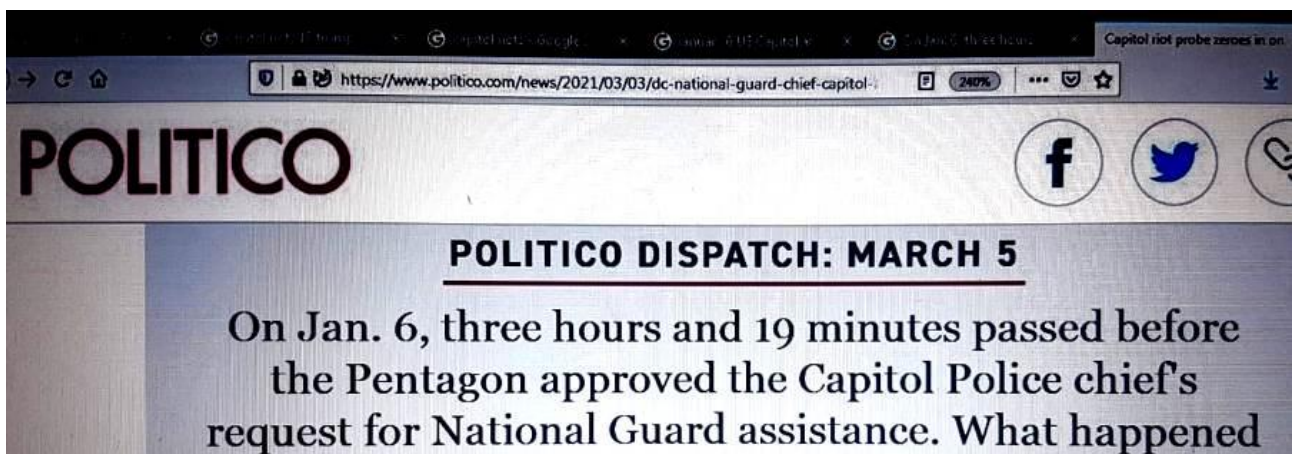 Capitol riot probe zeroes in on
https://www.politico.com/news/2021/03/03/dc-national-guard-chief-capitol-
240%
POLITICO
POLITICO DISPATCH: MARCH 5
On Jan. 6, three hours and 19 minutes passed before
the Pentagon approved the Capitol Police chief's
request for National Guard assistance. What happened